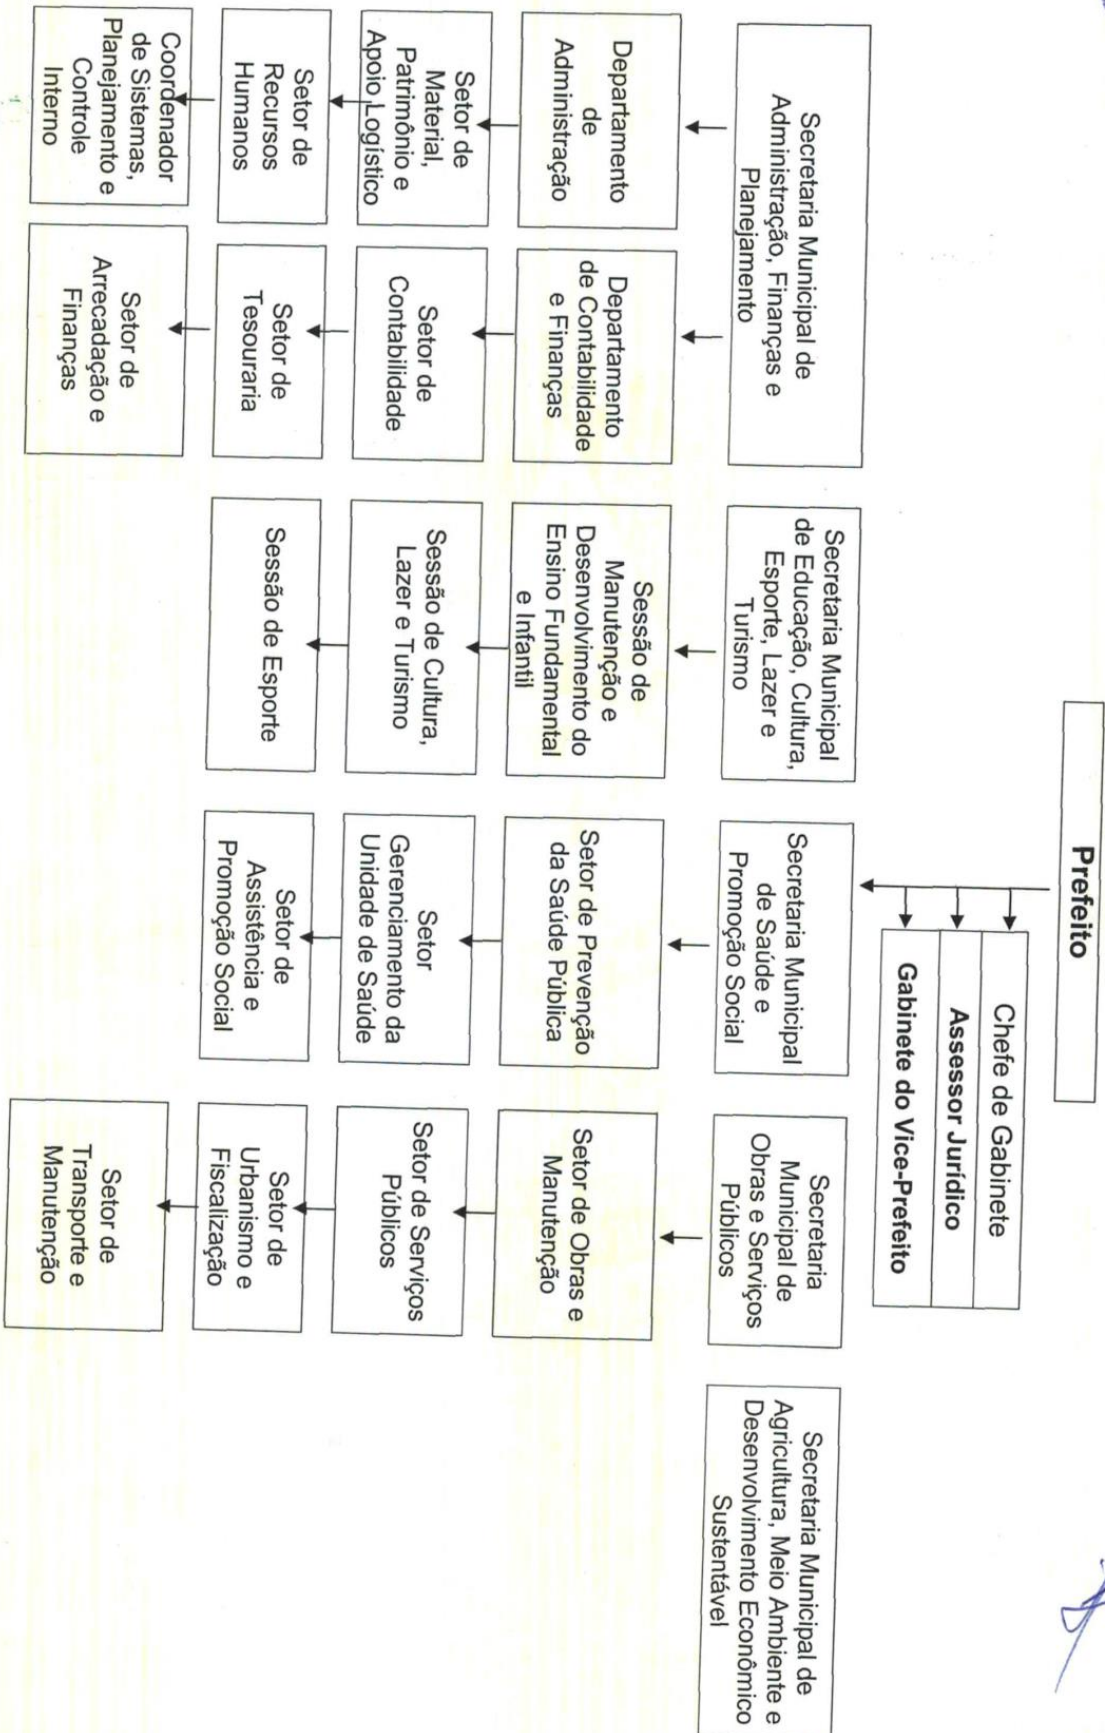 Prefeito
Chefe de Gabinete
Assessor Jurídico
Gabinete do Vice-Prefeito
Secretaria Municipal de
Administração, Finanças e
Planejamento
Secretaria Municipal
de Educação, Cultura,
Esporte, Lazer e
Turismo
Secretaria Municipal
de Saúde e
Promoção Social
Secretaria
Municipal de
Obras e Serviços
Públicos
Secretaria Municipal de
Agricultura, Meio Ambiente e
Desenvolvimento Econômico
Sustentável
Departamento
de
Administração
Departamento
de Contabilidade
e Finanças
Sessão de
Manutenção e
Desenvolvimento do
Ensino Fundamental
e Infantil
Setor de Prevenção
da Saúde Pública
Setor de Obras e
Manutenção
Setor de
Material,
Patrimônio e
Apoio Logístico
Setor de
Contabilidade
Sessão de Cultura,
Lazer e Turismo
Setor
Gerenciamento da
Unidade de Saúde
Setor de Serviços
Públicos
Setor de
Recursos
Humanos
Setor de
Tesouraria
Sessão de Esporte
Setor de
Assistência e
Promoção Social
Setor de
Urbanismo e
Fiscalização
Coordenador
de Sistemas,
Planejamento e
Controle
Interno
Setor de
Arrecadação e
Finanças
Setor de
Transporte e
Manutenção